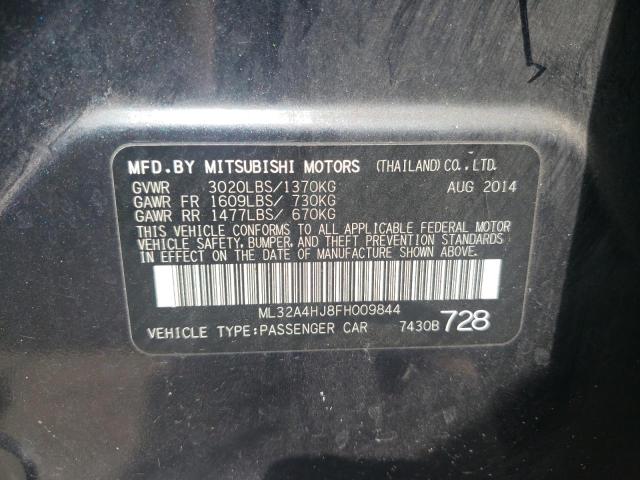 MFD.BY MITSUBISHI MOTORS (THAILAND)CO.,LTD.
GVWR 3020LBS/1370KG AUG 2014
GAWR FR 1609LBS/ 730KG
GAWR RR 1477LBS/ 670KG
THIS VEHICLE CONFORMS TO ALL APPLICABLE FEDERAL MOTOR
VEHICLE SAFETY, BUMPER, AND THEFT PREVENTION STANDARDS
IN EFFECT ON THE DATE OF MANUFACTURE SHOWN ABOVE.
ML32A4HJ8FH009844
VEHICLE TYPE:PASSENGER CAR 7430B 728